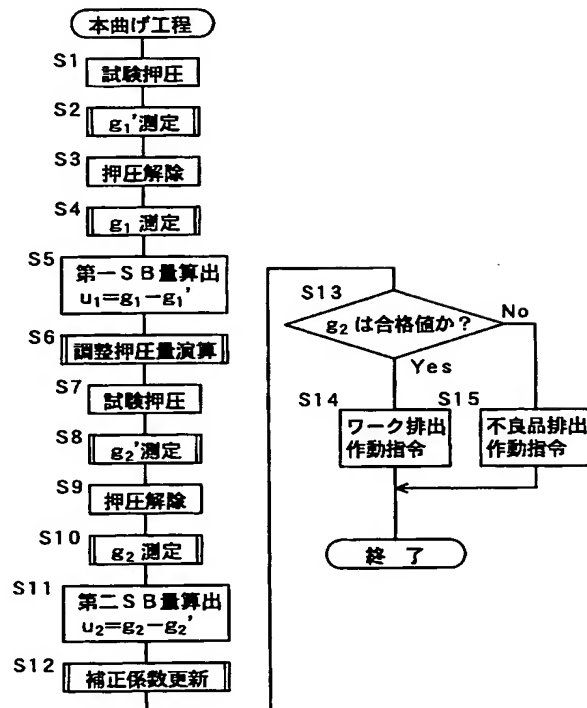 本曲げ工程
S1
試験押圧
S2
g₁'測定
S3
押圧解除
S4
g₁ 測定
S5
第一ＳＢ量算出
u₁=g₁−g₁'
S6
調整押圧量演算
S7
試験押圧
S8
g₂'測定
S9
押圧解除
S10
g₂ 測定
S11
第二ＳＢ量算出
u₂=g₂−g₂'
S12
補正係数更新
S13
g₂ は合格値か？
No
Yes
S14
ワーク排出
作動指令
S15
不良品排出
作動指令
終 了